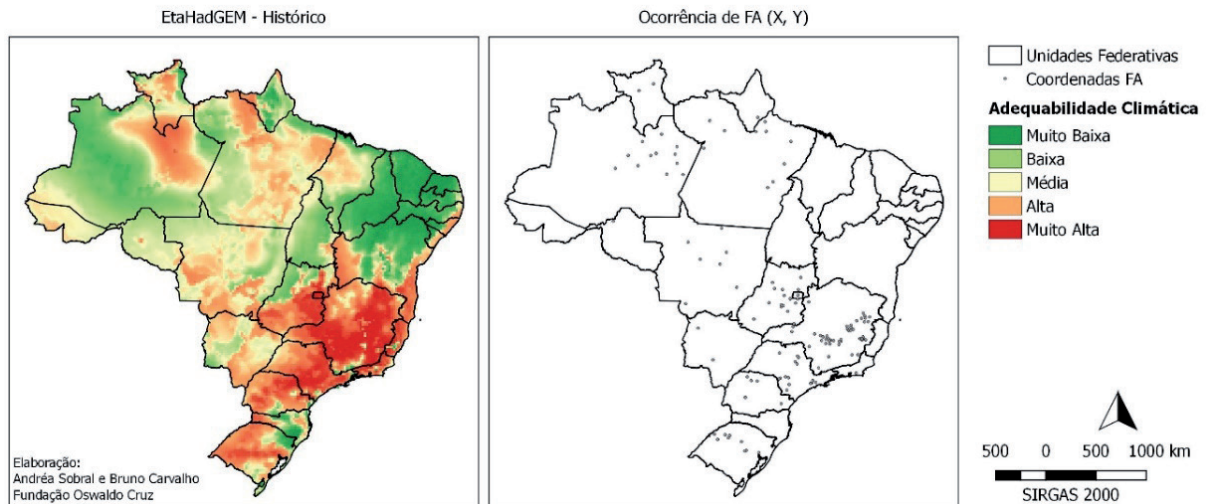 EtaHadGEM - Histórico
Ocorrência de FA (X, Y)
Unidades Federativas
Coordenadas FA
Adequabilidade Climática
Muito Baixa
Baixa
Média
Alta
Muito Alta
Elaboração:
Andréa Sobral e Bruno Carvalho
Fundação Oswaldo Cruz
500 0 500 1000 km
SIRGAS 2000